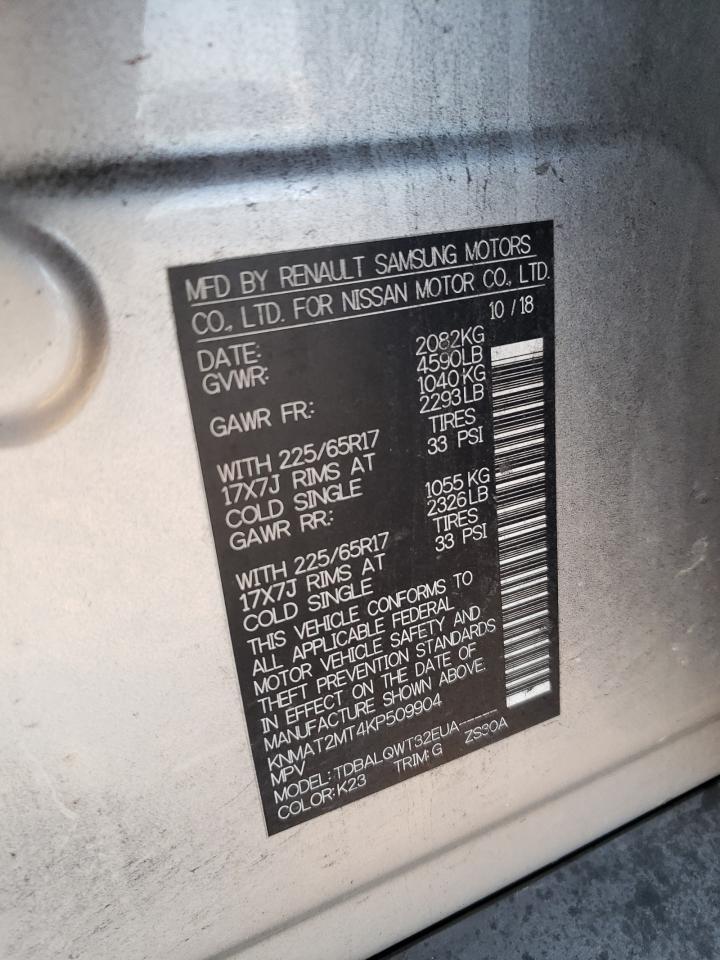 MFD BY RENAULT SAMSUNG MOTORS
CO., LTD. FOR NISSAN MOTOR CO., LTD.
DATE: 10 / 18
GVWR: 2082KG
4590LB
GAWR FR: 1040KG
2293LB
WITH 225/65R17 TIRES
17X7J RIMS AT 33 PSI
COLD SINGLE
GAWR RR: 1055KG
2326LB
WITH 225/65R17 TIRES
17X7J RIMS AT 33 PSI
COLD SINGLE
THIS VEHICLE CONFORMS TO
ALL APPLICABLE FEDERAL
MOTOR VEHICLE SAFETY AND
THEFT PREVENTION STANDARDS
IN EFFECT ON THE DATE OF
MANUFACTURE SHOWN ABOVE.
KNMAT2MT4KP509904
MPV
MODEL: TDBALQWT32EUA-----
COLOR: K23 TRIM: G ZS30A